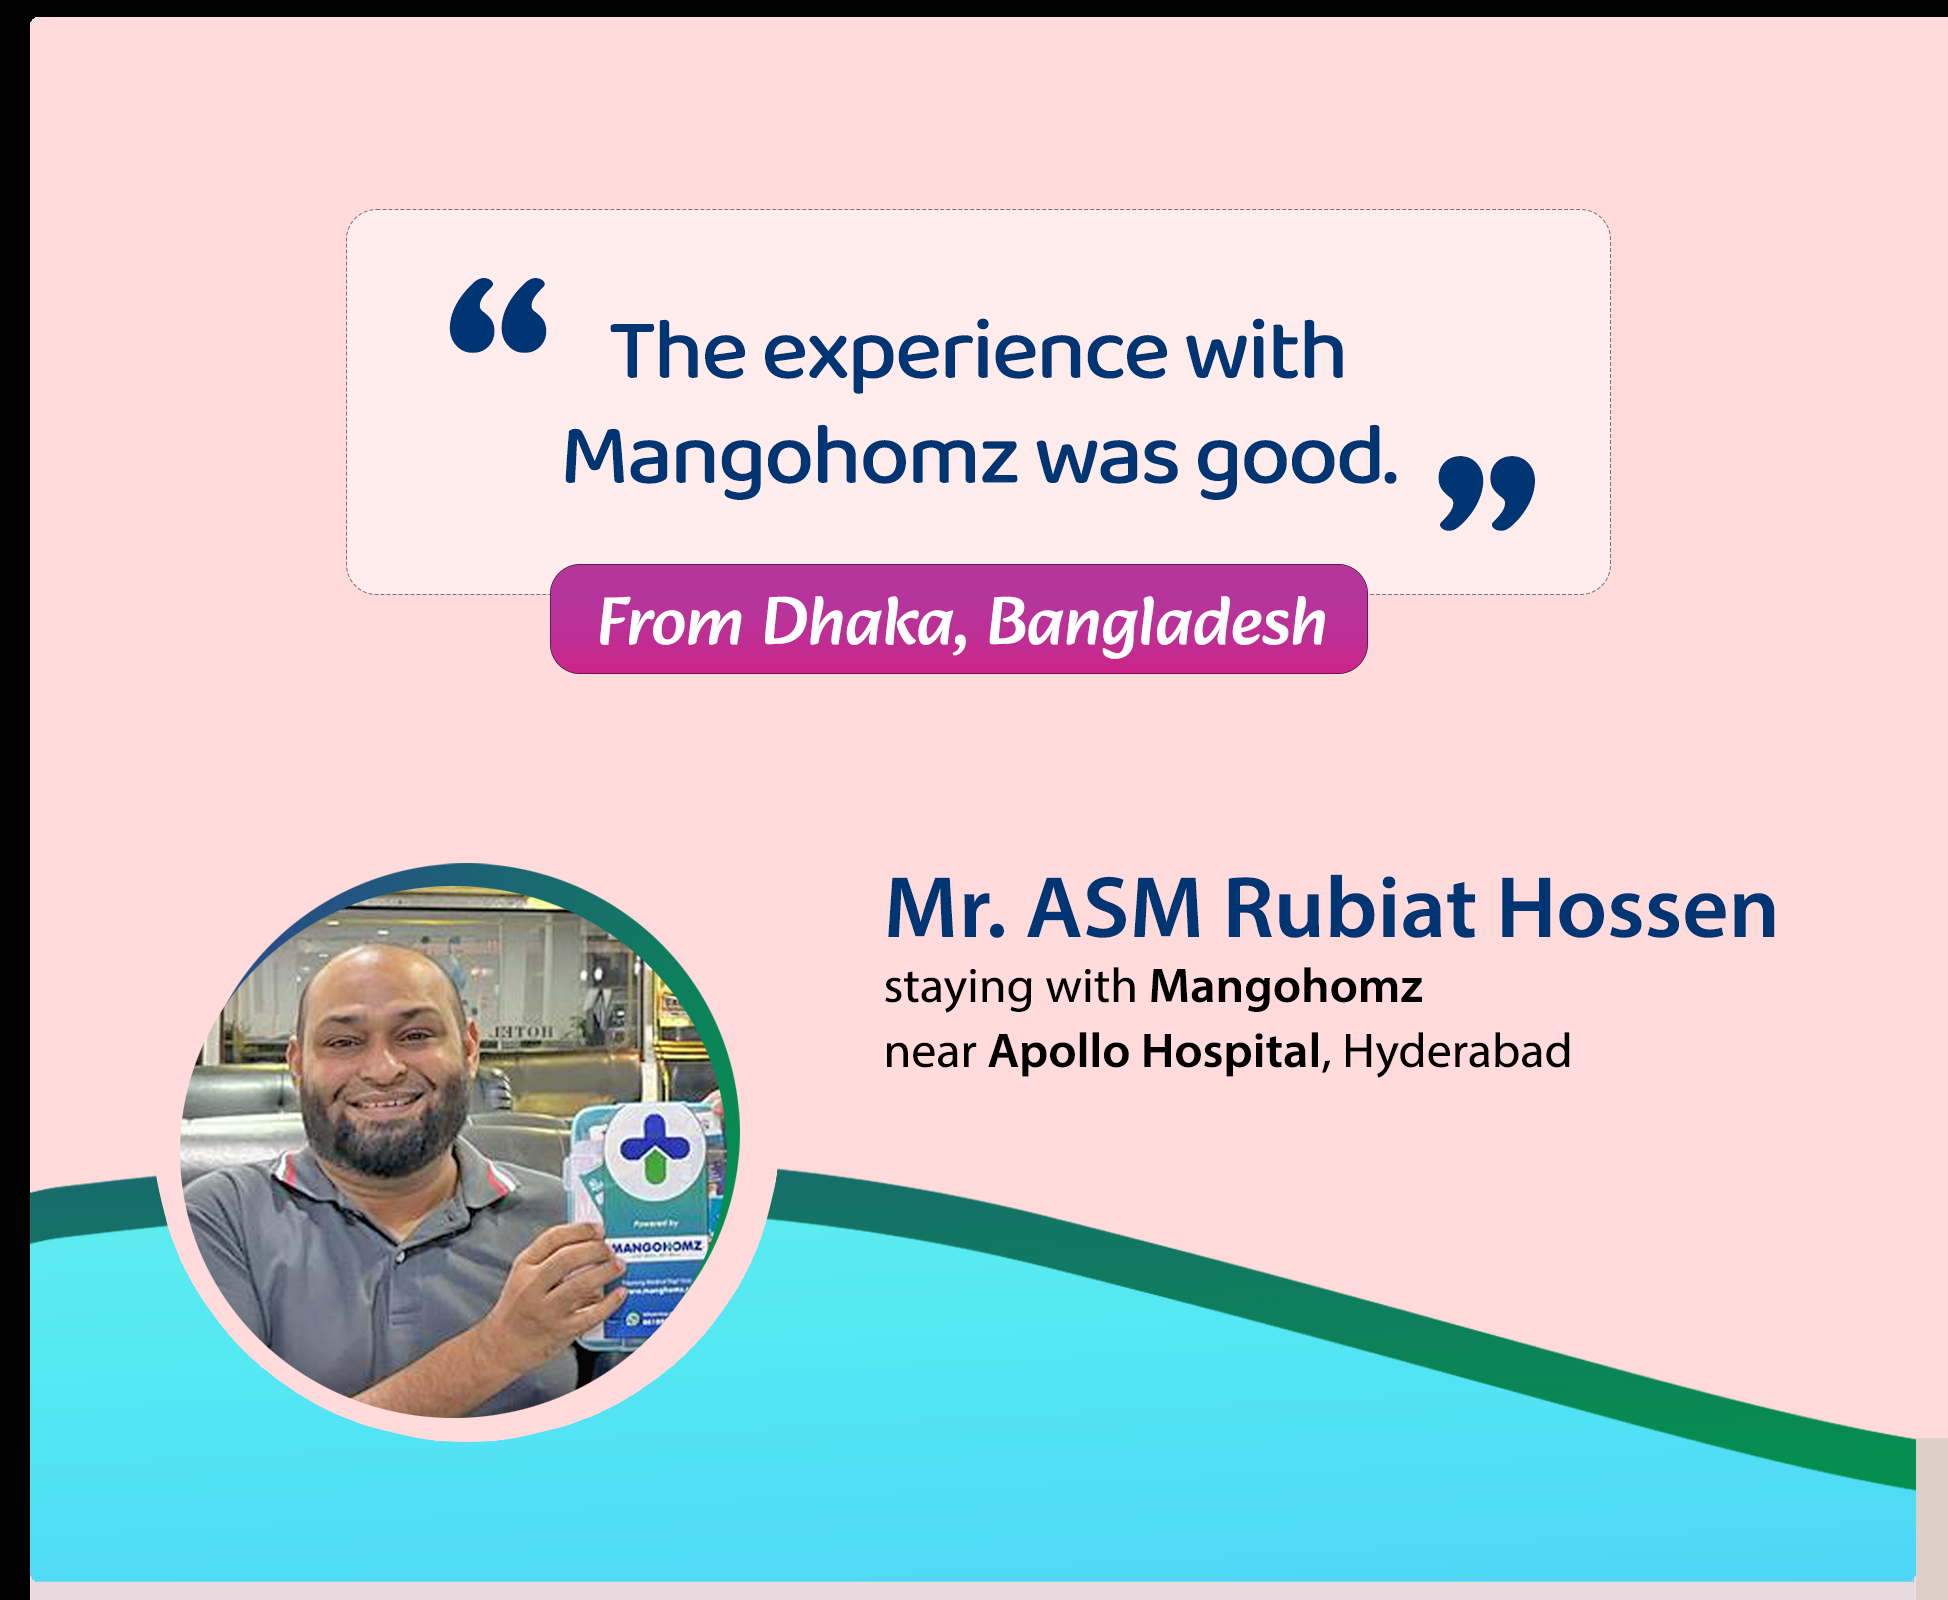 “ The experience with
Mangohomz was good. ”
From Dhaka, Bangladesh
Mr. ASM Rubiat Hossen
staying with Mangohomz
near Apollo Hospital, Hyderabad
HOTEL
Powered by
MANGOHOMZ